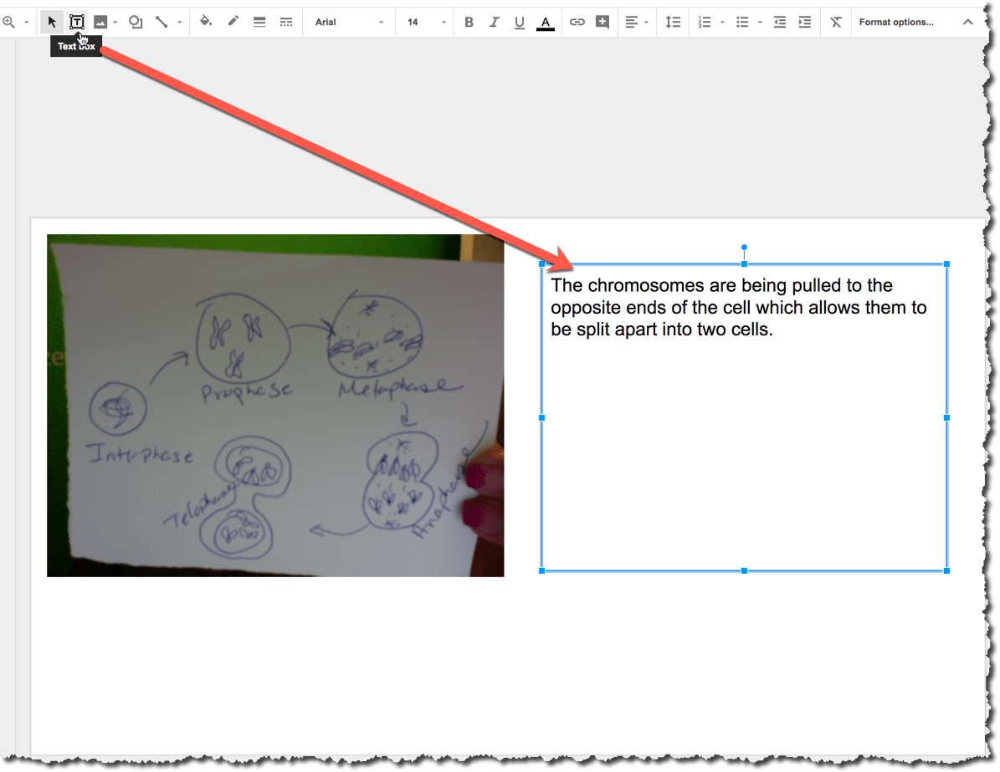 Arial
14
B
I
U
A
Format options...
Text box
The chromosomes are being pulled to the
opposite ends of the cell which allows them to
be split apart into two cells.
Prophase
Metaphase
Interphase
Telophase
Anaphase